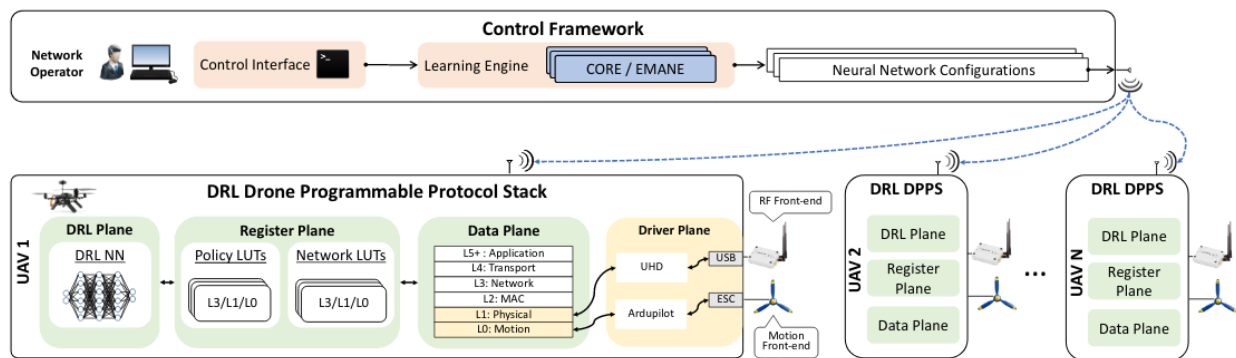 Control Framework
Network
Operator
Control Interface
>_
Learning Engine
CORE / EMANE
Neural Network Configurations
UAV 1
DRL Drone Programmable Protocol Stack
DRL Plane
DRL NN
Register Plane
Policy LUTs
L3/L1/L0
Network LUTs
L3/L1/L0
Data Plane
L5+ : Application
L4: Transport
L3: Network
L2: MAC
L1: Physical
L0: Motion
Driver Plane
UHD
Ardupilot
USB
ESC
RF Front-end
Motion
Front-end
UAV 2
DRL DPPS
DRL Plane
Register
Plane
Data Plane
...
UAV N
DRL DPPS
DRL Plane
Register
Plane
Data Plane